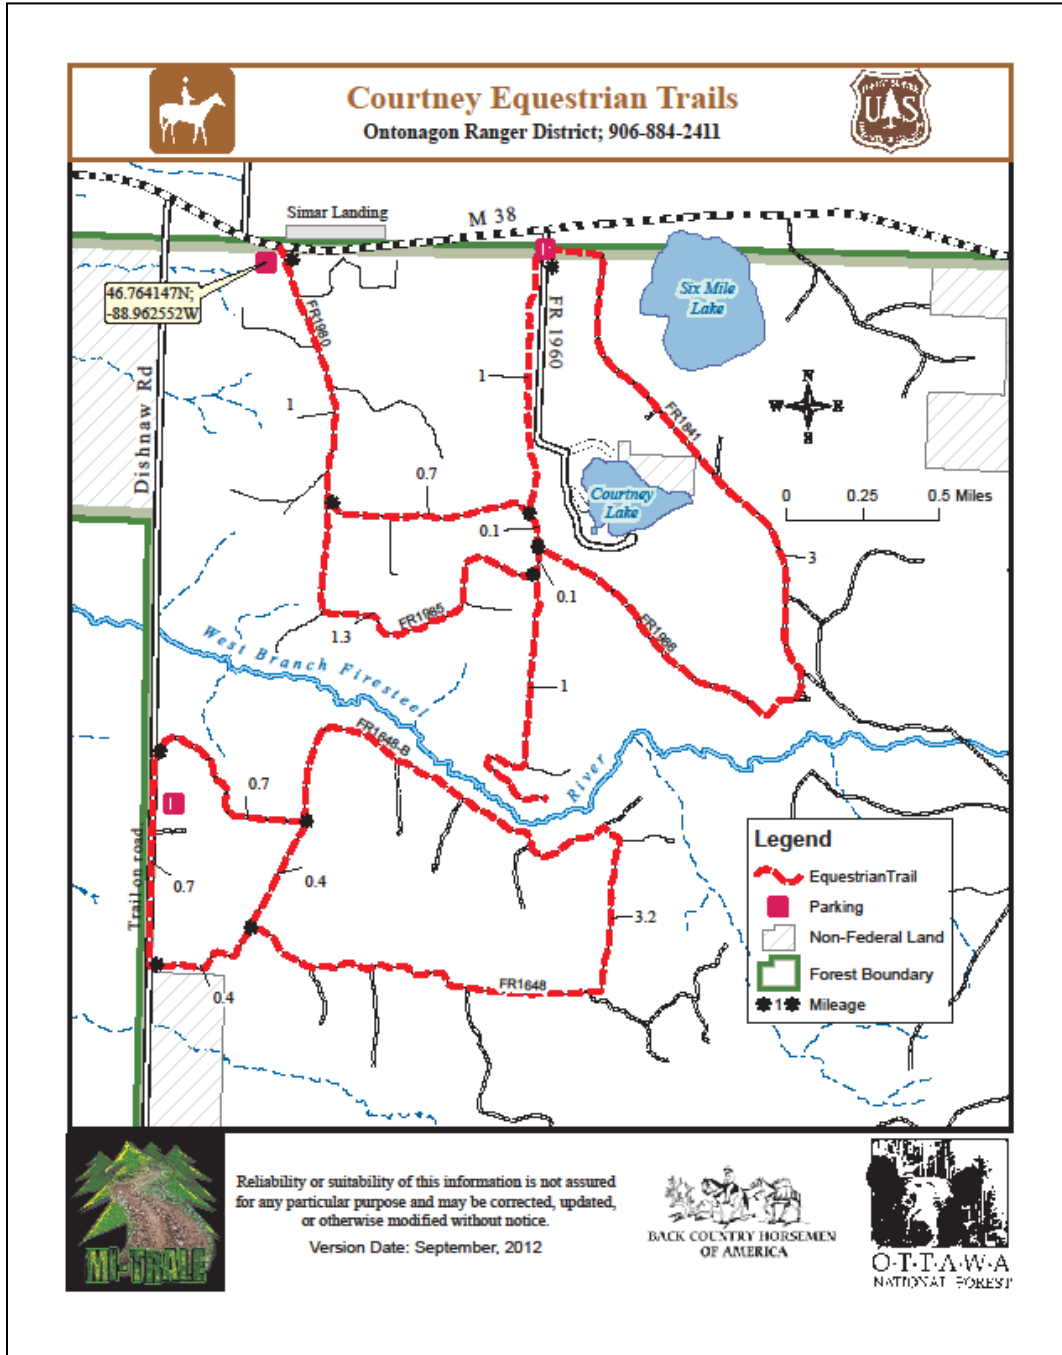 Courtney Equestrian Trails
Ontonagon Ranger District; 906-884-2411
US
Simar Landing
M 38
46.764147N;
-88.962552W
Six Mile
Lake
FR1980
FR 1960
Dishnaw Rd
1
1
FR1841
N
W E
S
0.7
Courtney
Lake
0 0.25 0.5 Miles
0.1
3
0.1
FR1985
1.3
FR1986
West Branch Firesteel
1
FR1648-B
River
0.7
Trail on road
0.7
0.4
3.2
0.4
FR1648
Legend
EquestrianTrail
Parking
Non-Federal Land
Forest Boundary
1 Mileage
MI-TRALE
Reliability or suitability of this information is not assured
for any particular purpose and may be corrected, updated,
or otherwise modified without notice.
Version Date: September, 2012
BACK COUNTRY HORSEMEN
OF AMERICA
O·T·T·A·W·A
NATIONAL FOREST